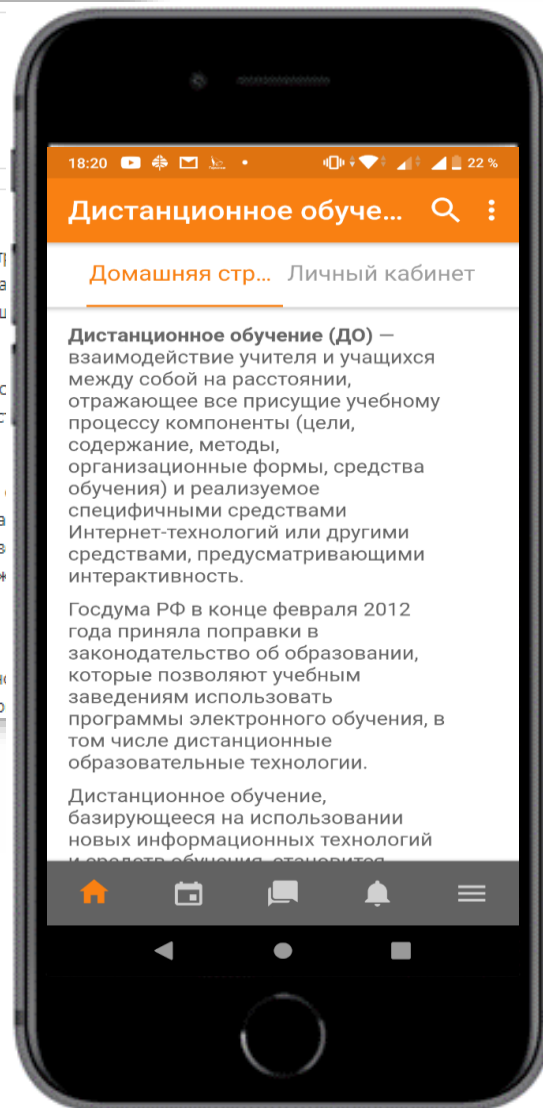 18:20 22 %
Дистанционное обуче...
Домашняя стр... Личный кабинет
Дистанционное обучение (ДО) —
взаимодействие учителя и учащихся
между собой на расстоянии,
отражающее все присущие учебному
процессу компоненты (цели,
содержание, методы,
организационные формы, средства
обучения) и реализуемое
специфичными средствами
Интернет-технологий или другими
средствами, предусматривающими
интерактивность.
Госдума РФ в конце февраля 2012
года приняла поправки в
законодательство об образовании,
которые позволяют учебным
заведениям использовать
программы электронного обучения, в
том числе дистанционные
образовательные технологии.
Дистанционное обучение,
базирующееся на использовании
новых информационных технологий
и средств обучения, становится